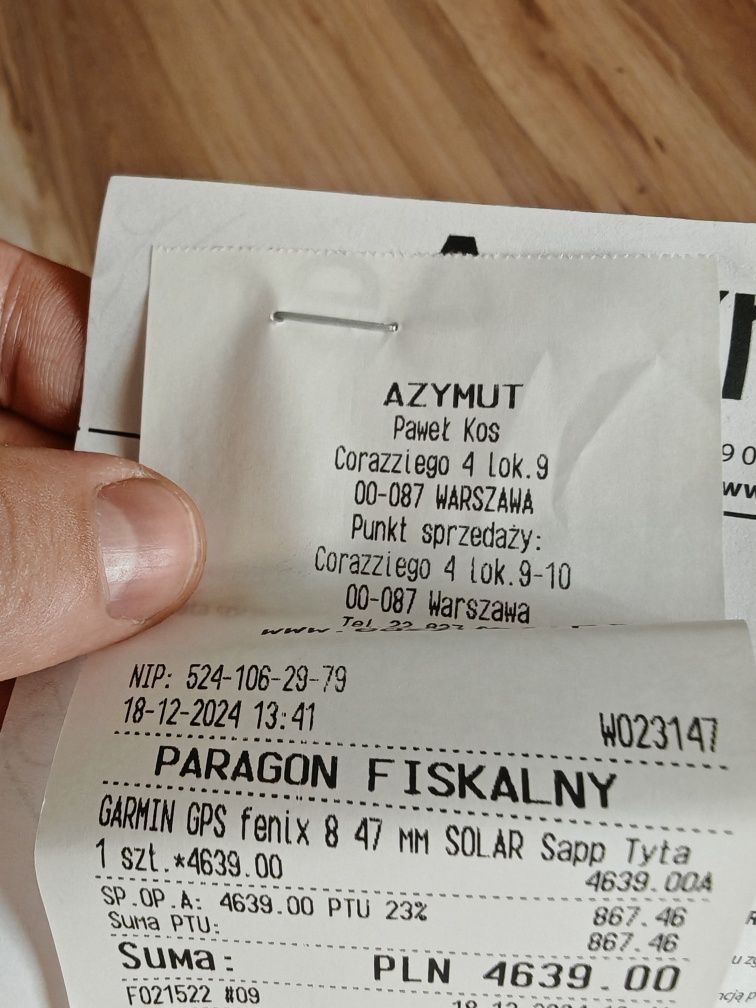 AZYMUT
Paweł Kos
Corazziego 4 lok.9
00-087 WARSZAWA
Punkt sprzedaży:
Corazziego 4 lok.9-10
00-087 Warszawa
NIP: 524-106-29-79
18-12-2024 13:41
W023147
PARAGON FISKALNY
GARMIN GPS fenix 8 47 MM SOLAR Sapp Tyta
1 szt.*4639.00
4639.00A
SP.OP.A: 4639.00 PTU 23%
867.46
Suma PTU:
867.46
Suma: PLN 4639.00
F021522 #09